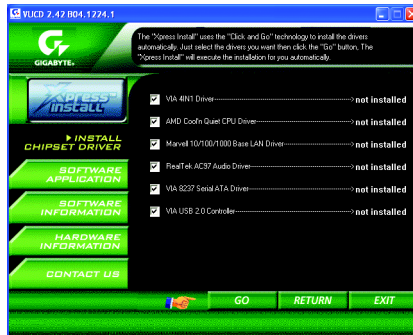 VUCD 2.42 B04.1224.1
GIGABYTE™
The "Xpress Install" uses the "Click and Go" technology to install the drivers
automatically. Just select the drivers you want then click the "Go" button. The
"Xpress Install" will execute the installation for you automatically.
Xpress
Install
INSTALL
CHIPSET DRIVER
SOFTWARE
APPLICATION
SOFTWARE
INFORMATION
HARDWARE
INFORMATION
CONTACT US
VIA 4IN1 Driver not installed
AMD Cool'n Quiet CPU Driver not installed
Marvell 10/100/1000 Base LAN Driver not installed
RealTek AC97 Audio Driver not installed
VIA 8237 Serial ATA Driver not installed
VIA USB 2.0 Controller not installed
GO RETURN EXIT